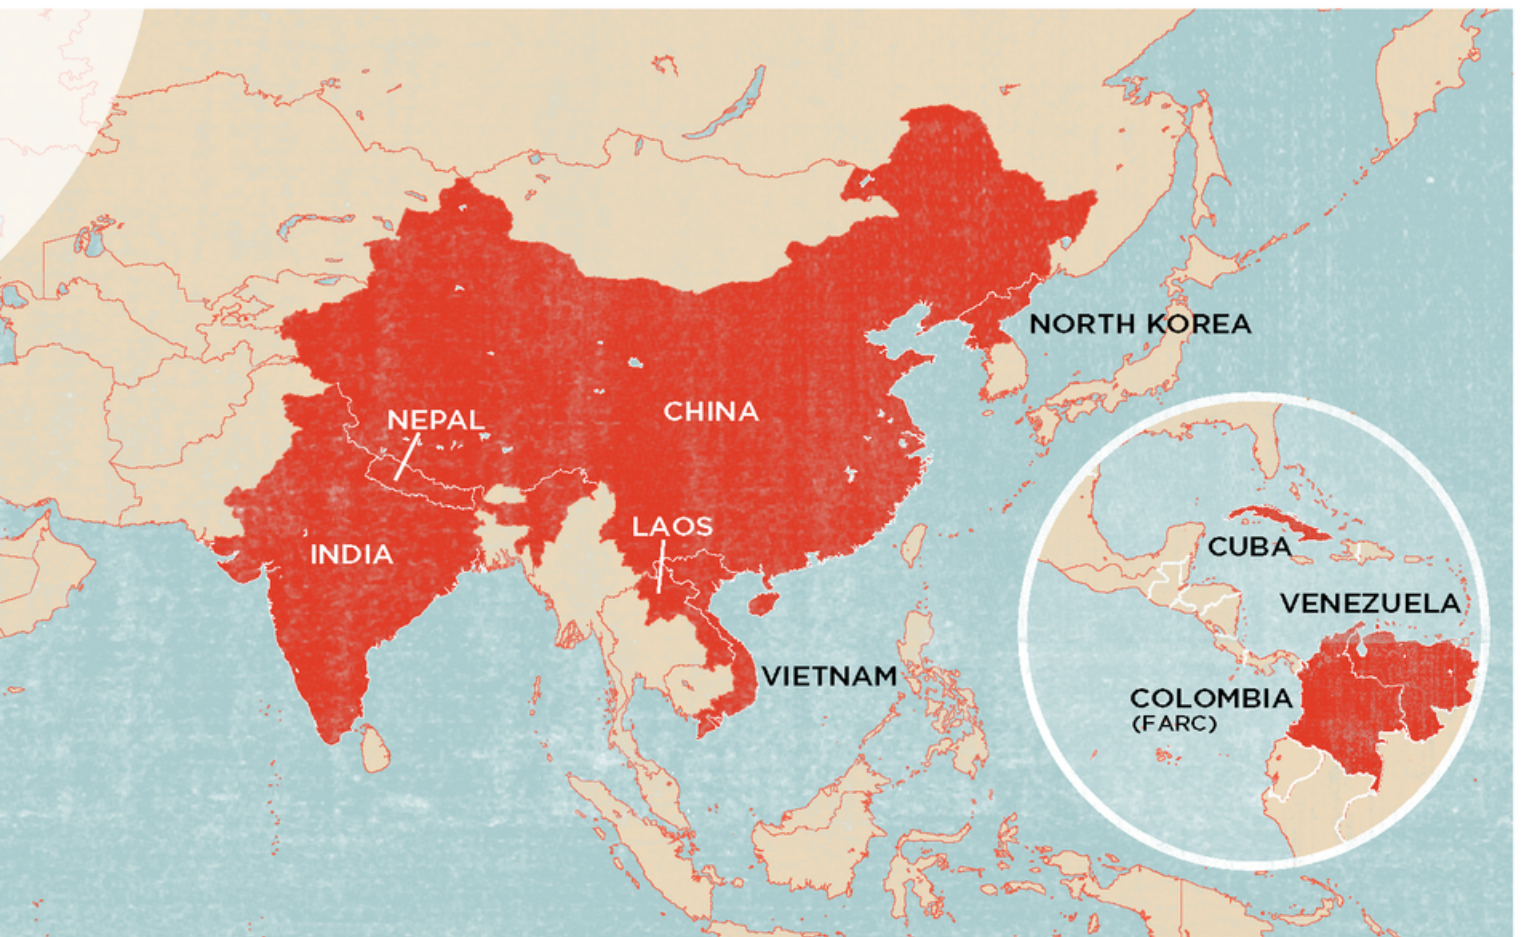 NORTH KOREA
NEPAL
CHINA
LAOS
INDIA
CUBA
VENEZUELA
VIETNAM
COLOMBIA
(FARC)